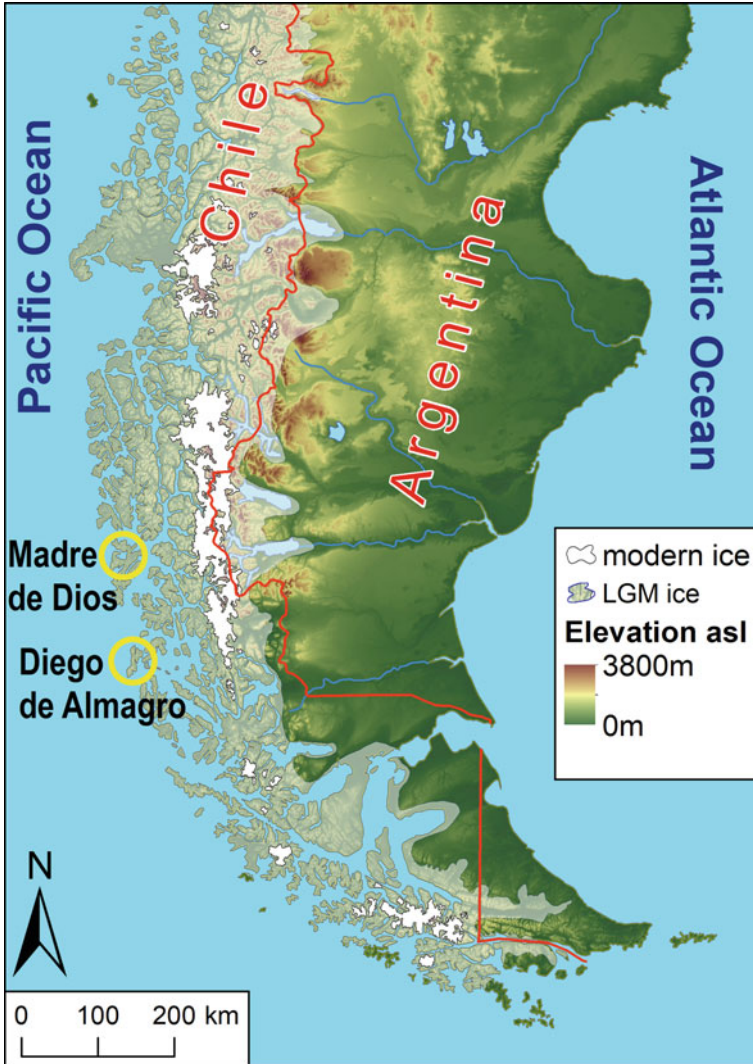 Chile
Argentina
Pacific Ocean
Atlantic Ocean
Madre
de Dios
Diego
de Almagro
modern ice
LGM ice
Elevation asl
3800m
0m
N
0 100 200 km